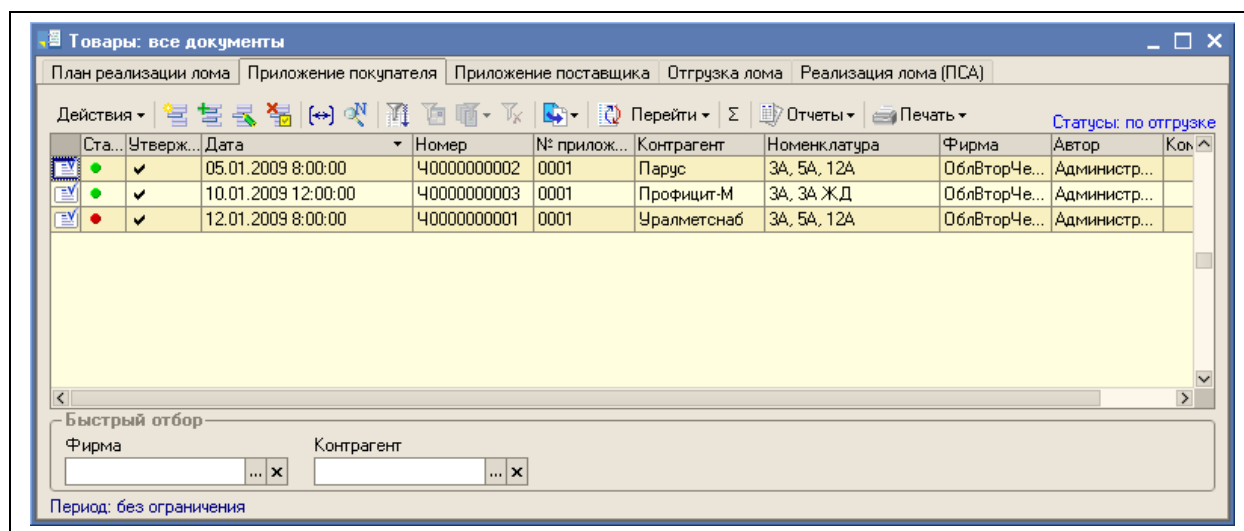 Товары: все документы
План реализации лома Приложение покупателя Приложение поставщика Отгрузка лома Реализация лома (ПСА)
Действия Перейти Σ Отчеты Печать Статусы: по отгрузке
Ста... Утверж... Дата Номер № прилож... Контрагент Номенклатура Фирма Автор Ком
05.01.2009 8:00:00 Ч0000000002 0001 Парус 3А, 5А, 12А ОблВторЧе... Администр...
10.01.2009 12:00:00 Ч0000000003 0001 Профицит-М 3А, 3А ЖД ОблВторЧе... Администр...
12.01.2009 8:00:00 Ч0000000001 0001 Уралметснаб 3А, 5А, 12А ОблВторЧе... Администр...
Быстрый отбор
Фирма Контрагент
... x ... x
Период: без ограничения